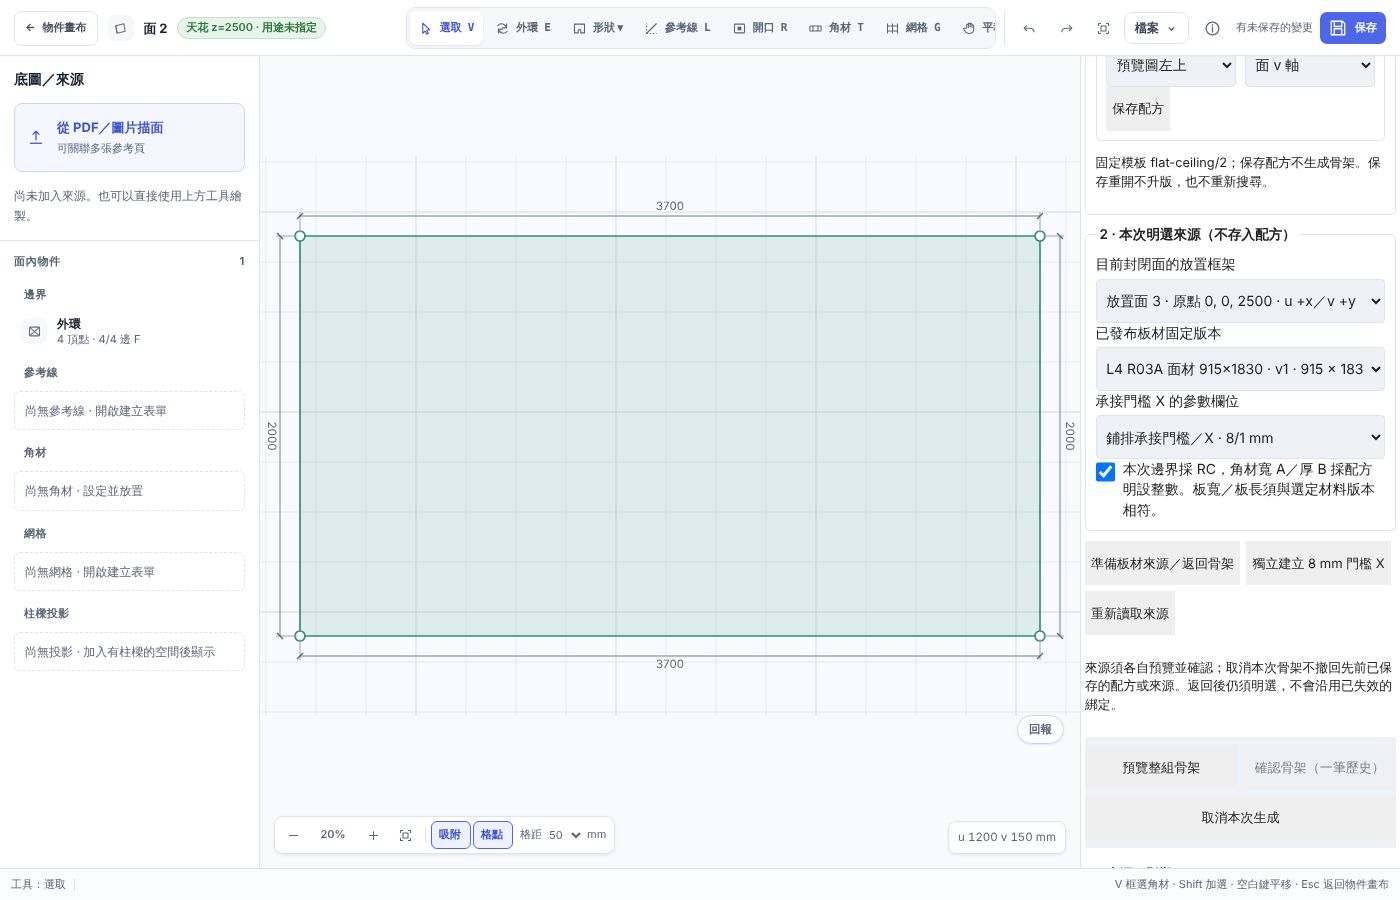 物件畫布
面 2
天花 z=2500 · 用途未指定
選取 V
外環 E
形狀▾
參考線 L
開口 R
角材 T
網格 G
檔案
有未保存的變更
保存
底圖／來源
從 PDF／圖片描面
可關聯多張參考頁
尚未加入來源。也可以直接使用上方工具繪
製。
面內物件
1
邊界
外環
4 頂點 · 4/4 邊 F
參考線
尚無參考線 · 開啟建立表單
角材
尚無角材 · 設定並放置
網格
尚無網格 · 開啟建立表單
柱樑投影
尚無投影 · 加入有柱樑的空間後顯示
3700
2000
2000
3700
回報
20%
吸附
格點
格距
50
mm
u 1200 v 150 mm
預覽圖左上
面 v 軸
保存配方
固定模板 flat-ceiling/2；保存配方不生成骨架。保
存重開不升版，也不重新搜尋。
2 · 本次明選來源（不存入配方）
目前封閉面的放置框架
放置面 3 · 原點 0, 0, 2500 · u +x／v +y
已發布板材固定版本
L4 R03A 面材 915×1830 · v1 · 915 × 183
承接門檻 X 的參數欄位
鋪排承接門檻／X · 8/1 mm
本次邊界採 RC，角材寬 A／厚 B 採配方
明設整數。板寬／板長須與選定材料版本
相符。
準備板材來源／返回骨架
獨立建立 8 mm 門檻 X
重新讀取來源
來源須各自預覽並確認；取消本次骨架不撤回先前已保
存的配方或來源。返回後仍須明選，不會沿用已失效的
綁定。
預覽整組骨架
確認骨架（一筆歷史）
取消本次生成
工具：選取
V 框選角材 · Shift 加選 · 空白鍵平移 · Esc 返回物件畫布